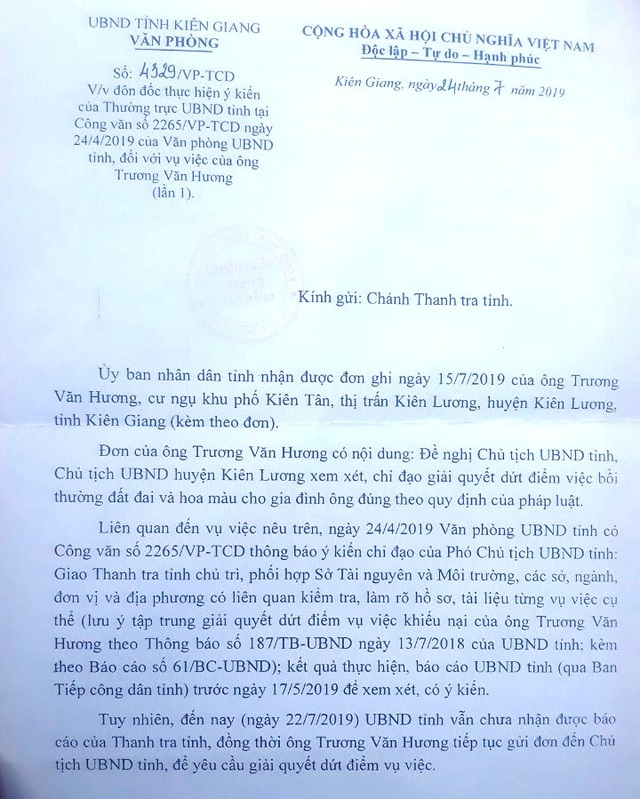 UBND TỈNH KIÊN GIANG
VĂN PHÒNG
CỘNG HÒA XÃ HỘI CHỦ NGHĨA VIỆT NAM
Độc lập – Tự do – Hạnh phúc
Số: 4329/VP-TCD
V/v đôn đốc thực hiện ý kiến
của Thường trực UBND tỉnh tại
Công văn số 2265/VP-TCD ngày
24/4/2019 của Văn phòng UBND
tỉnh, đối với vụ việc của ông
Trương Văn Hương
(lần 1).
Kiên Giang, ngày 24 tháng 7 năm 2019
Kính gửi: Chánh Thanh tra tỉnh.
Ủy ban nhân dân tỉnh nhận được đơn ghi ngày 15/7/2019 của ông Trương
Văn Hương, cư ngụ khu phố Kiên Tân, thị trấn Kiên Lương, huyện Kiên Lương,
tỉnh Kiên Giang (kèm theo đơn).
Đơn của ông Trương Văn Hương có nội dung: Đề nghị Chủ tịch UBND tỉnh,
Chủ tịch UBND huyện Kiên Lương xem xét, chỉ đạo giải quyết dứt điểm việc bồi
thường đất đai và hoa màu cho gia đình ông đúng theo quy định của pháp luật.
Liên quan đến vụ việc nêu trên, ngày 24/4/2019 Văn phòng UBND tỉnh có
Công văn số 2265/VP-TCD thông báo ý kiến chỉ đạo của Phó Chủ tịch UBND tỉnh:
Giao Thanh tra tỉnh chủ trì, phối hợp Sở Tài nguyên và Môi trường, các sở, ngành,
đơn vị và địa phương có liên quan kiểm tra, làm rõ hồ sơ, tài liệu từng vụ việc cụ
thể (lưu ý tập trung giải quyết dứt điểm vụ việc khiếu nại của ông Trương Văn
Hương theo Thông báo số 187/TB-UBND ngày 13/7/2018 của UBND tỉnh; kèm
theo Báo cáo số 61/BC-UBND); kết quả thực hiện, báo cáo UBND tỉnh (qua Ban
Tiếp công dân tỉnh) trước ngày 17/5/2019 để xem xét, có ý kiến.
Tuy nhiên, đến nay (ngày 22/7/2019) UBND tỉnh vẫn chưa nhận được báo
cáo của Thanh tra tỉnh, đồng thời ông Trương Văn Hương tiếp tục gửi đơn đến Chủ
tịch UBND tỉnh, để yêu cầu giải quyết dứt điểm vụ việc.